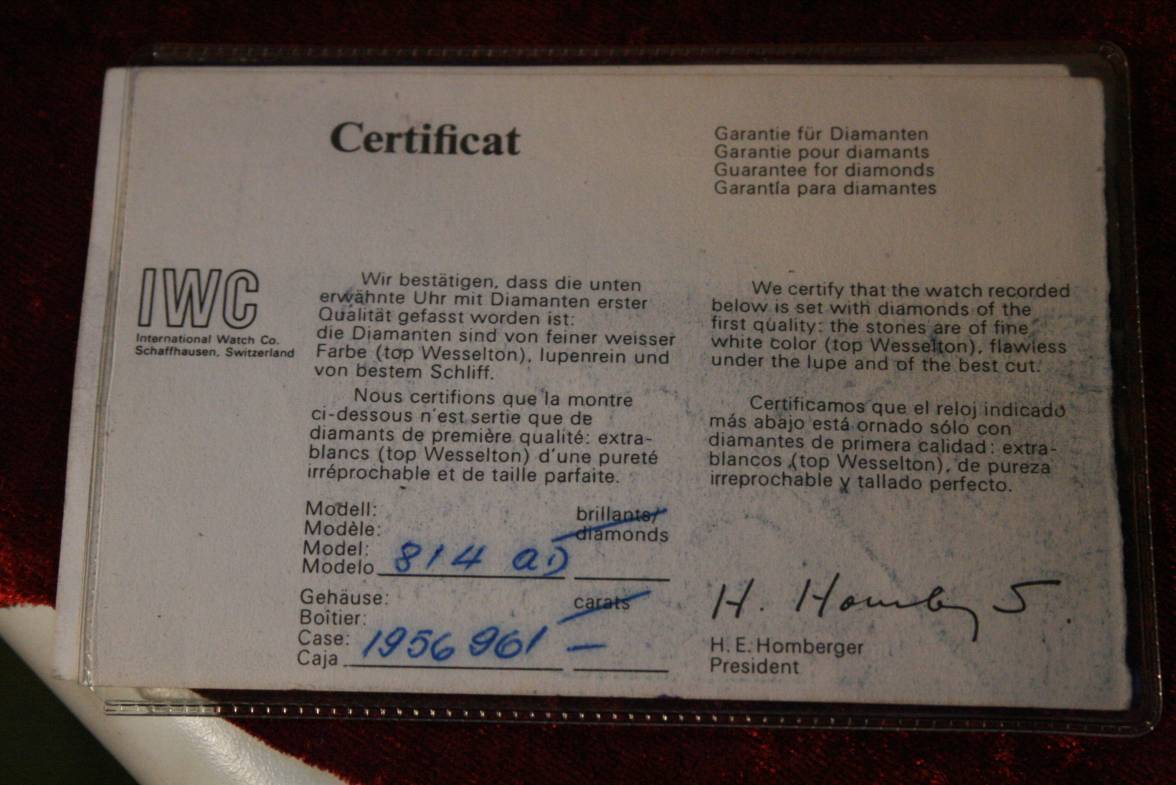 Certificat
Garantie für Diamanten
Garantie pour diamants
Guarantee for diamonds
Garantía para diamantes
IWC
International Watch Co.
Schaffhausen, Switzerland
Wir bestätigen, dass die unten
erwähnte Uhr mit Diamanten erster
Qualität gefasst worden ist:
die Diamanten sind von feiner weisser
Farbe (top Wesselton), lupenrein und
von bestem Schliff.
Nous certifions que la montre
ci-dessous n'est sertie que de
diamants de première qualité: extra-
blancs (top Wesselton) d'une pureté
irréprochable et de taille parfaite.
We certify that the watch recorded
below is set with diamonds of the
first quality: the stones are of fine
white color (top Wesselton), flawless
under the lupe and of the best cut.
Certificamos que el reloj indicado
más abajo está ornado sólo con
diamantes de primera calidad: extra-
blancos (top Wesselton), de pureza
irreprochable y tallado perfecto.
Modell:
Modèle:
Model:
Modelo 814 AD
brillants/
diamonds
Gehäuse:
Boîtier:
Case:
Caja 1956961
carats
—
H. Homberger
H. E. Homberger
President